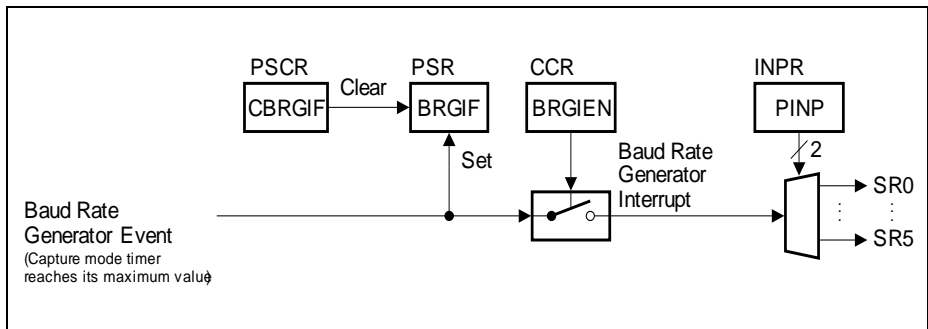 PSCR
PSR
CCR
INPR
CBRGIF
Clear
BRGIF
BRGIEN
PINP
2
Set
Baud Rate
Generator
Interrupt
SR0
SR5
Baud Rate
Generator Event
(Capture mode timer
reaches its maximum value)